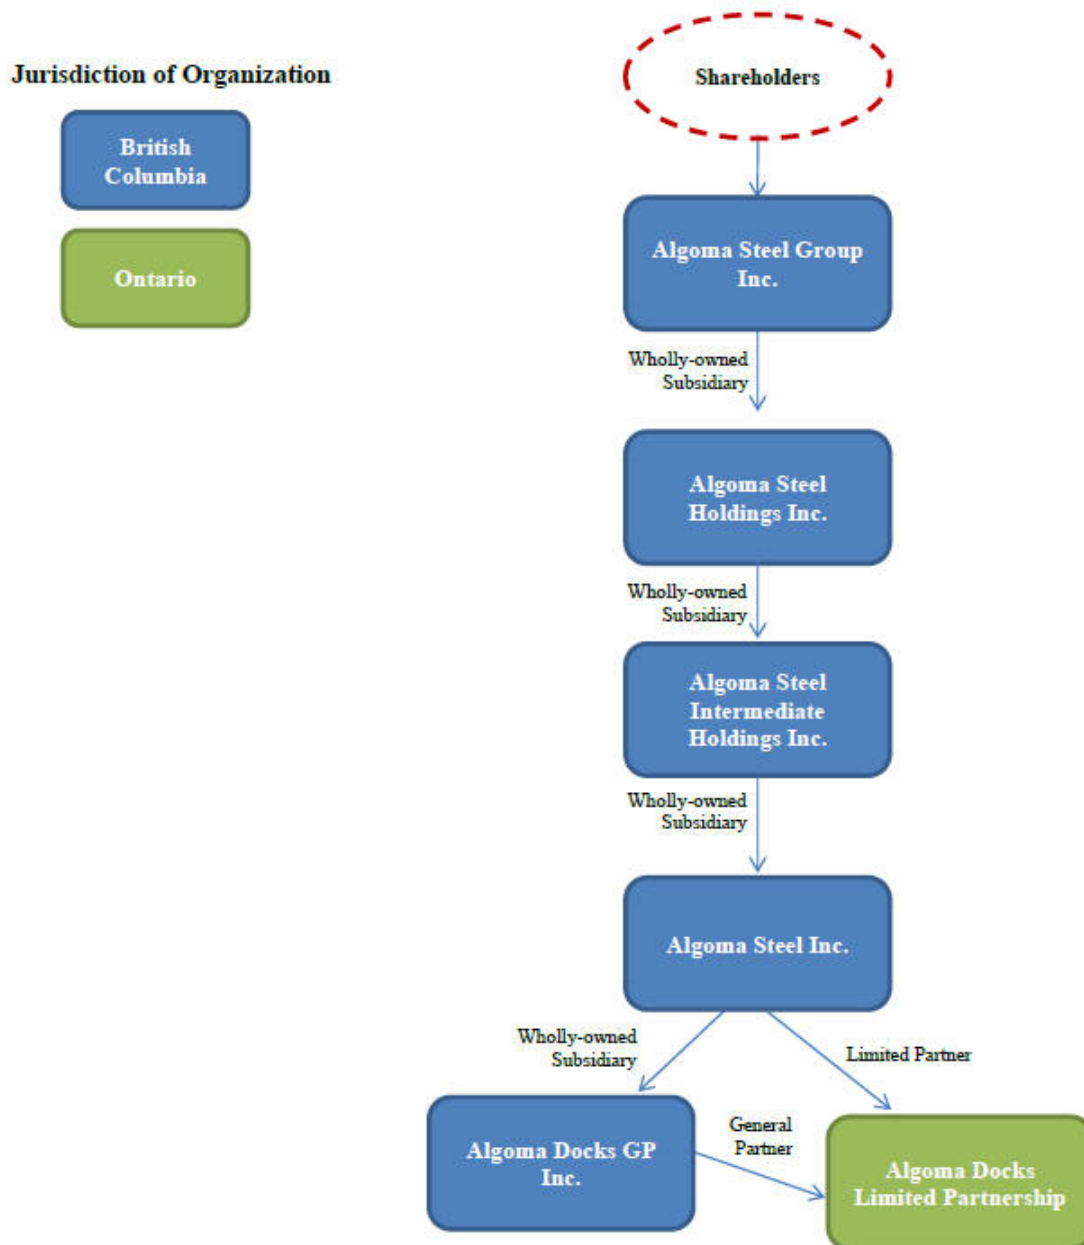 Jurisdiction of Organization
British
Columbia
Ontario
Shareholders
Algoma Steel Group
Inc.
Wholly-owned
Subsidiary
Algoma Steel
Holdings Inc.
Wholly-owned
Subsidiary
Algoma Steel
Intermediate
Holdings Inc.
Wholly-owned
Subsidiary
Algoma Steel Inc.
Wholly-owned
Subsidiary
Limited Partner
Algoma Docks GP
Inc.
General
Partner
Algoma Docks
Limited Partnership